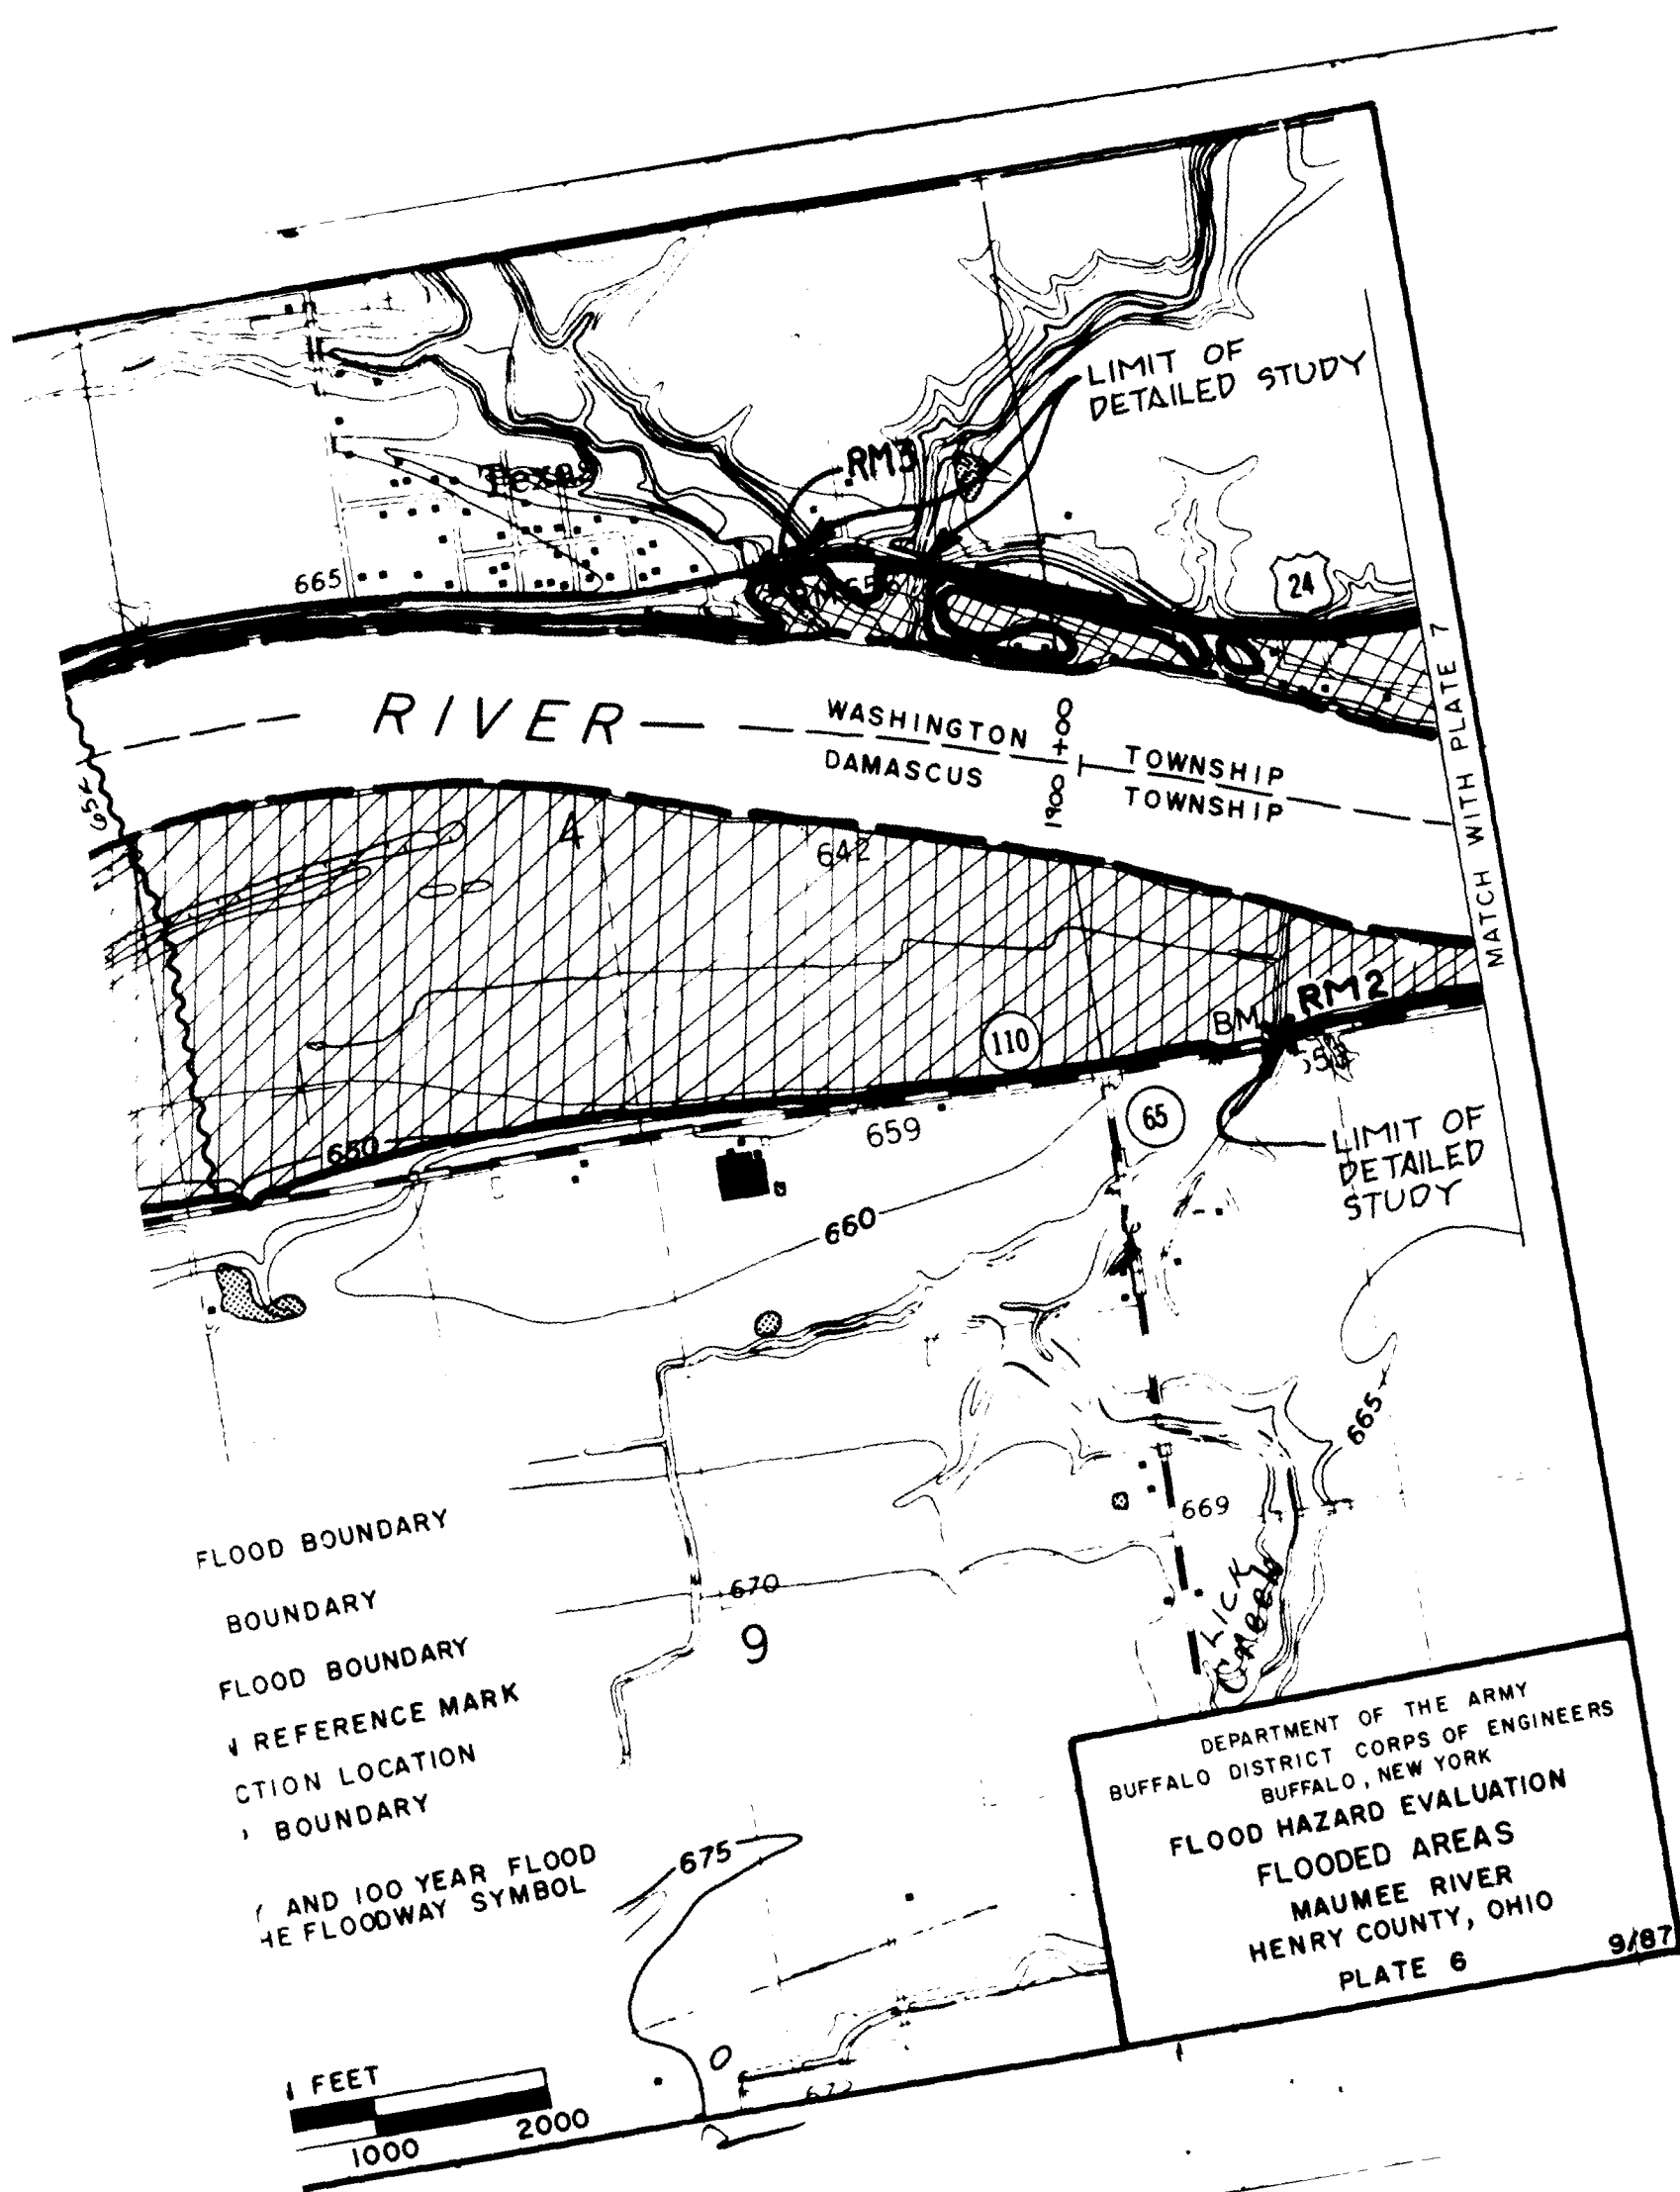 LIMIT OF
DETAILED STUDY
RM3
Texas
665
24
RIVER
WASHINGTON TOWNSHIP
DAMASCUS TOWNSHIP
1900+00
MATCH WITH PLATE 7
4
642
110
BM
RM2
65
650
659
LIMIT OF
DETAILED
STUDY
660
665
669
670
9
LICK
CREEK
675
FLOOD BOUNDARY
BOUNDARY
FLOOD BOUNDARY
REFERENCE MARK
CTION LOCATION
BOUNDARY
AND 100 YEAR FLOOD
HE FLOODWAY SYMBOL
FEET
1000
2000
DEPARTMENT OF THE ARMY
BUFFALO DISTRICT CORPS OF ENGINEERS
BUFFALO, NEW YORK
FLOOD HAZARD EVALUATION
FLOODED AREAS
MAUMEE RIVER
HENRY COUNTY, OHIO
PLATE 6
9/87